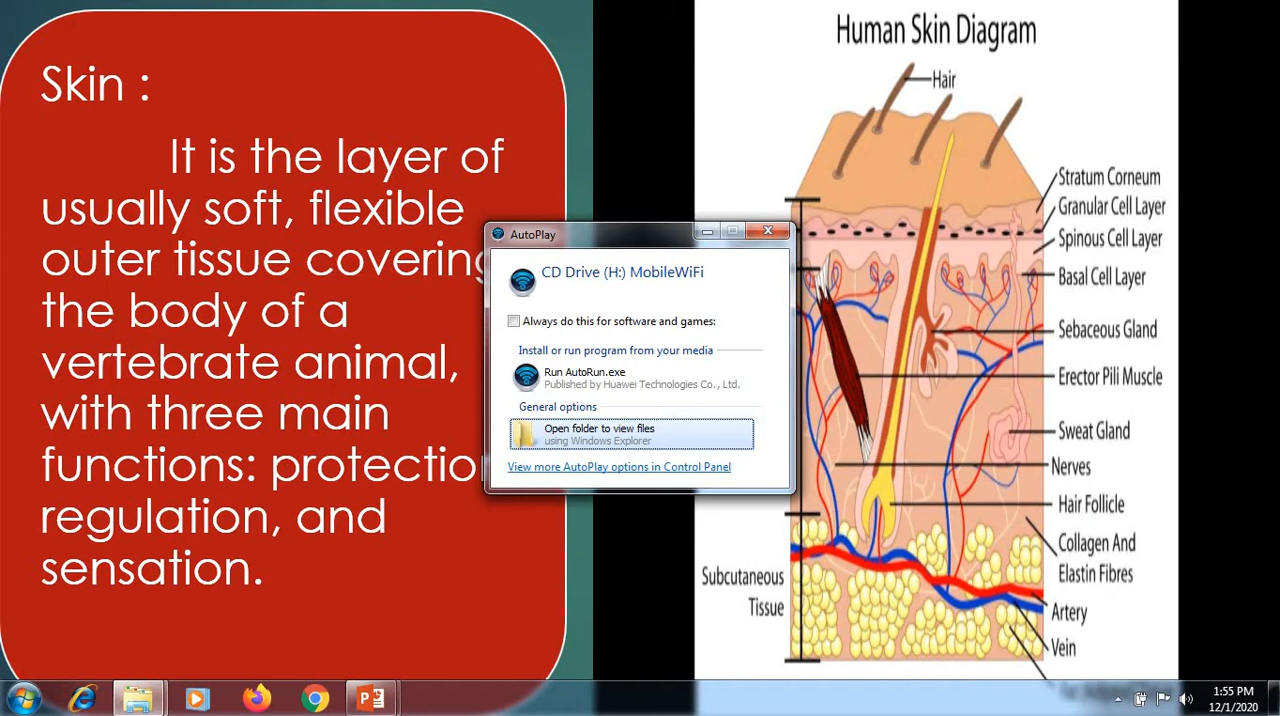 Skin :
It is the layer of
usually soft, flexible
outer tissue covering
the body of a
vertebrate animal,
with three main
functions: protection
regulation, and
sensation.
AutoPlay
CD Drive (H:) MobileWiFi
Always do this for software and games:
Install or run program from your media
Run AutoRun.exe
Published by Huawei Technologies Co., Ltd.
General options
Open folder to view files
using Windows Explorer
View more AutoPlay options in Control Panel
Human Skin Diagram
Hair
Stratum Corneum
Granular Cell Layer
Spinous Cell Layer
Basal Cell Layer
Sebaceous Gland
Erector Pili Muscle
Sweat Gland
Nerves
Hair Follicle
Collagen And
Elastin Fibres
Subcutaneous
Tissue
Artery
Vein
1:55 PM
12/1/2020